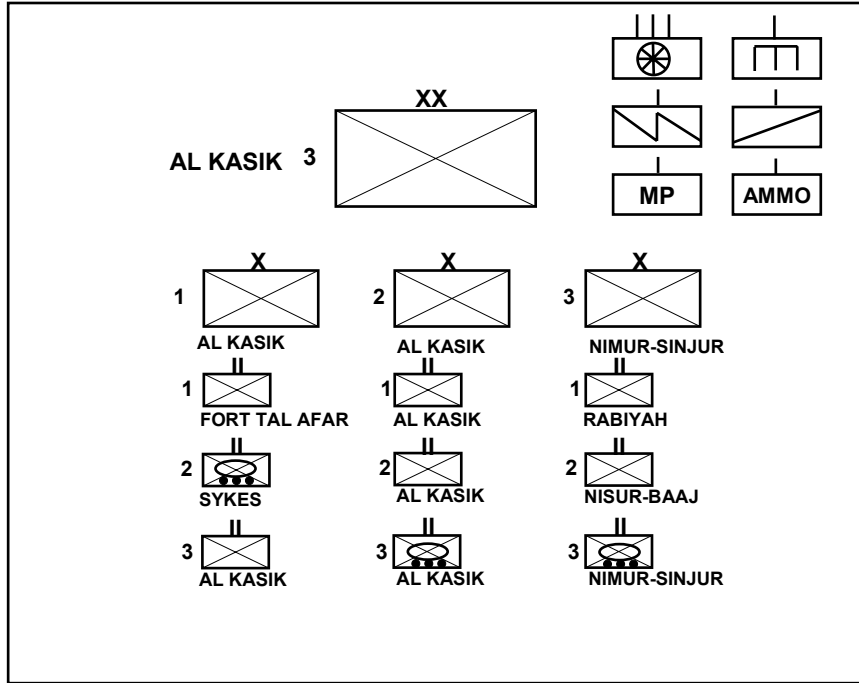 XX
AL KASIK 3
MP AMMO
X X X
1 2 3
AL KASIK AL KASIK NIMUR-SINJUR
II II II
1 1 1
FORT TAL AFAR AL KASIK RABIYAH
II II II
2 2 2
SYKES AL KASIK NISUR-BAAJ
II II II
3 3 3
AL KASIK AL KASIK NIMUR-SINJUR